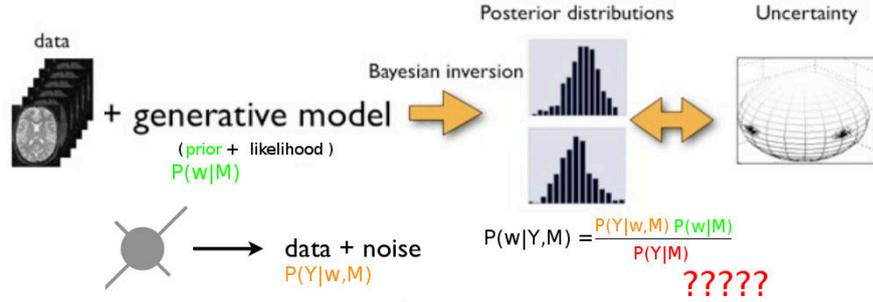 Posterior distributions
Uncertainty
data
Bayesian inversion
+ generative model
(prior + likelihood )
P(w|M)
data + noise
P(Y|w,M)
P(w|Y,M) = P(Y|w,M) P(w|M)
P(Y|M)
?????